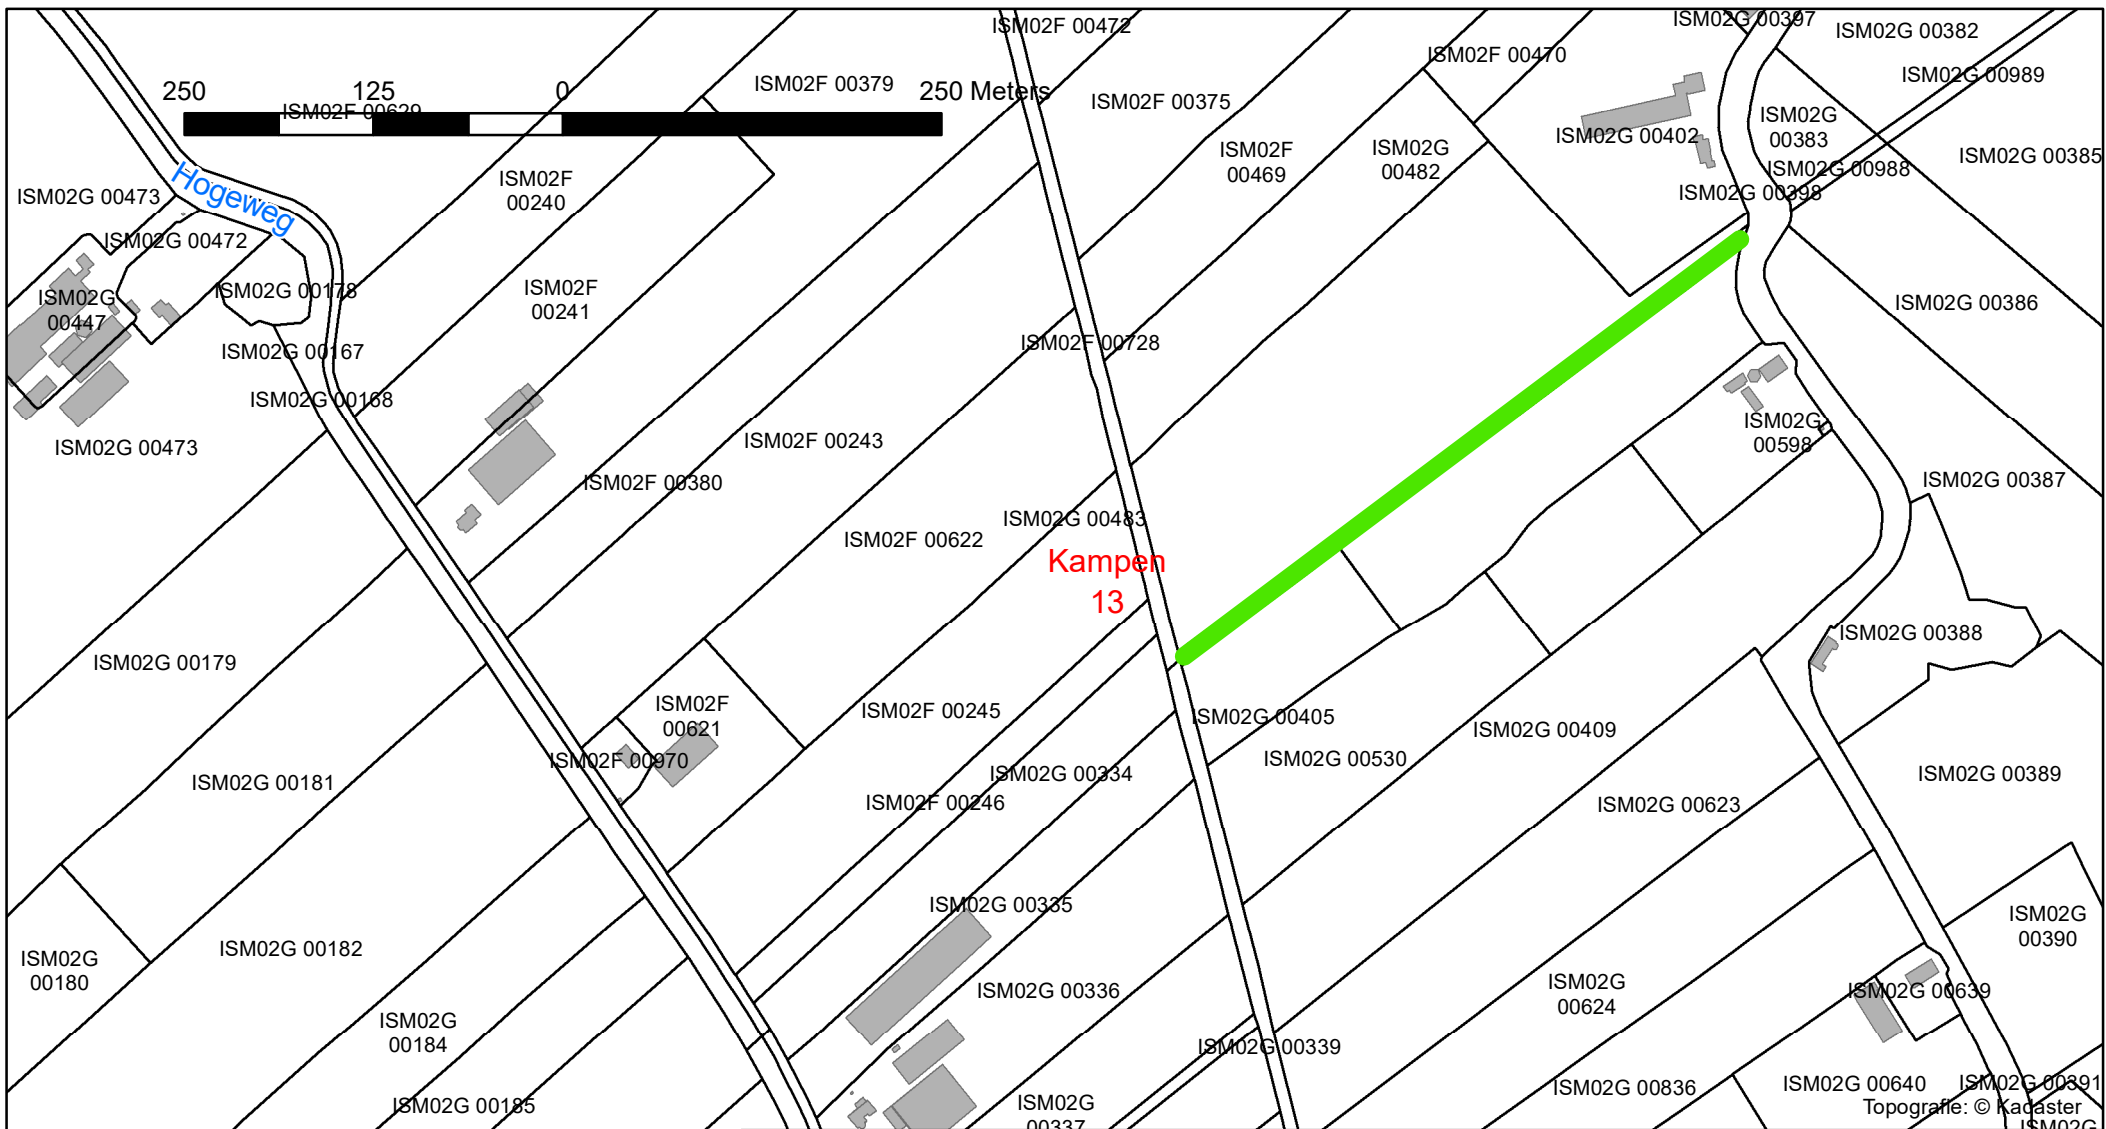 ISM02G 00397
ISM02F 00472
ISM02G 00382
ISM02F 00470
ISM02G 00989
250 125 0 250 Meters
ISM02F 00379
ISM02F 00375
ISM02F 00629
ISM02G 00402
ISM02G
00383
ISM02F
00469
ISM02G
00482
ISM02G 00385
ISM02G 00988
ISM02G 00398
Hogeweg
ISM02G 00473
ISM02F
00240
ISM02G 00472
ISM02G 00178
ISM02G
00447
ISM02F
00241
ISM02G 00386
ISM02F 00728
ISM02G 00167
ISM02G 00168
ISM02G 00473
ISM02F 00243
ISM02G
00598
ISM02F 00380
ISM02G 00387
ISM02G 00483
ISM02F 00622
Kampen
13
ISM02G 00388
ISM02G 00179
ISM02F
00621
ISM02F 00245
ISM02G 00405
ISM02G 00409
ISM02F 00970
ISM02G 00530
ISM02G 00334
ISM02G 00389
ISM02G 00181
ISM02F 00246
ISM02G 00623
ISM02G 00335
ISM02G
00390
ISM02G 00182
ISM02G
00180
ISM02G 00336
ISM02G
00624
ISM02G 00639
ISM02G
00184
ISM02G 00339
ISM02G 00836
ISM02G 00640
ISM02G 00391
ISM02G 00185
ISM02G
00337
Topografie: © Kadaster
ISM02G